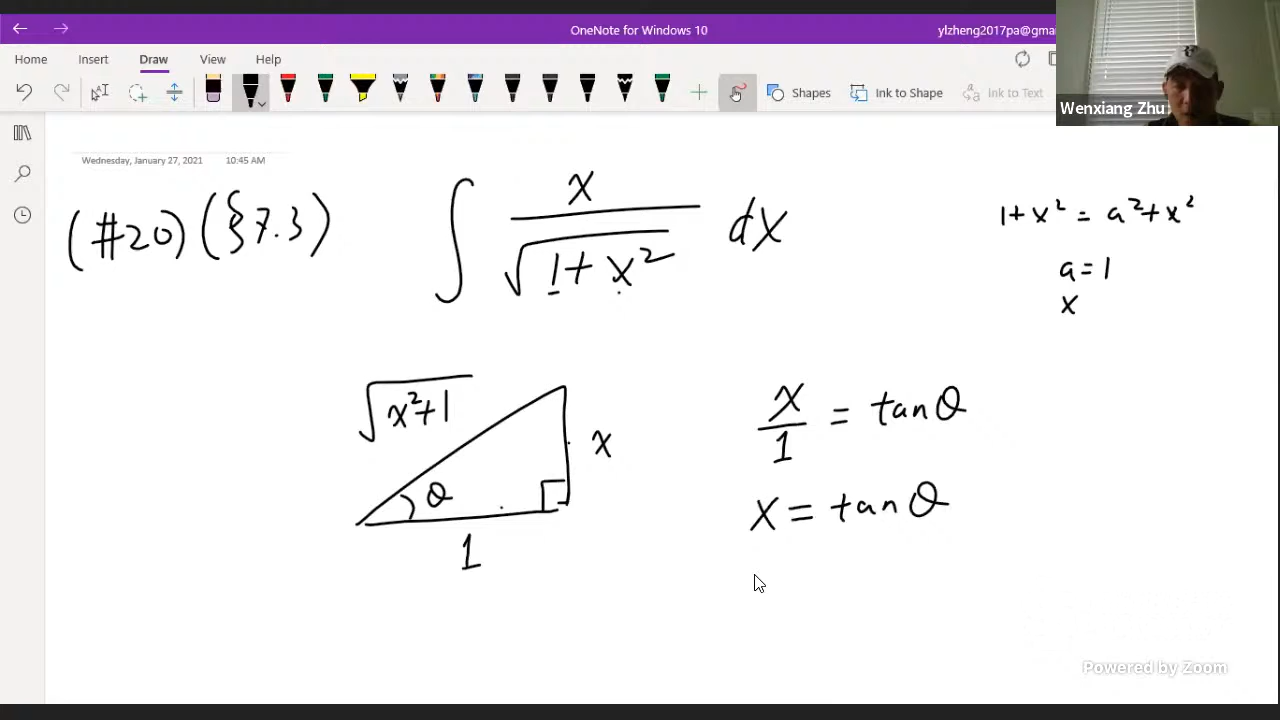 OneNote for Windows 10
ylzheng2017pa@gma
Home Insert Draw View Help
Shapes Ink to Shape Ink to Text
Wenxiang Zhu
Wednesday, January 27, 2021 10:45 AM
(#20) (§7.3) ∫ x / √(1+x²) dx
1+x² = a²+x²
a=1
x
√(x²+1)
x
θ
1
x/1 = tanθ
x = tanθ
Powered by Zoom